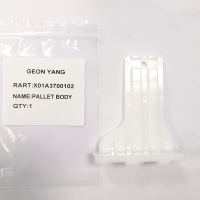 GEON YANG
RART:X01A3700102
NAME:PALLET BODY
QTY:1